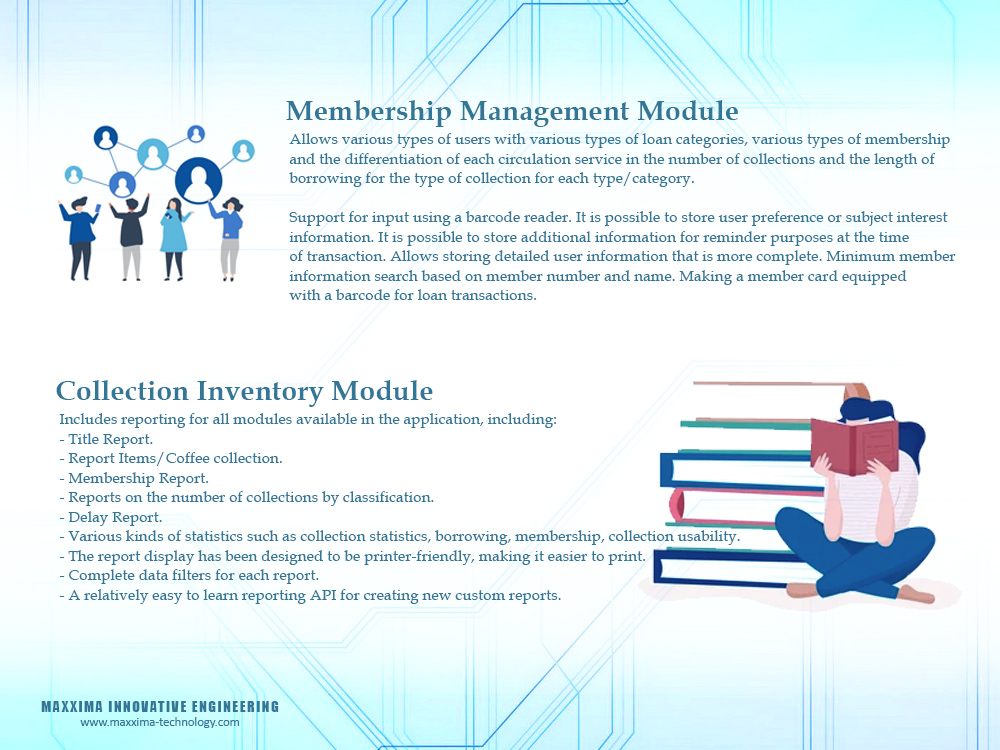 Membership Management Module
Allows various types of users with various types of loan categories, various types of membership
and the differentiation of each circulation service in the number of collections and the length of
borrowing for the type of collection for each type/category.
Support for input using a barcode reader. It is possible to store user preference or subject interest
information. It is possible to store additional information for reminder purposes at the time
of transaction. Allows storing detailed user information that is more complete. Minimum member
information search based on member number and name. Making a member card equipped
with a barcode for loan transactions.
Collection Inventory Module
Includes reporting for all modules available in the application, including:
- Title Report.
- Report Items/Coffee collection.
- Membership Report.
- Reports on the number of collections by classification.
- Delay Report.
- Various kinds of statistics such as collection statistics, borrowing, membership, collection usability.
- The report display has been designed to be printer-friendly, making it easier to print.
- Complete data filters for each report.
- A relatively easy to learn reporting API for creating new custom reports.
MAXXIMA INNOVATIVE ENGINEERING
www.maxxima-technology.com